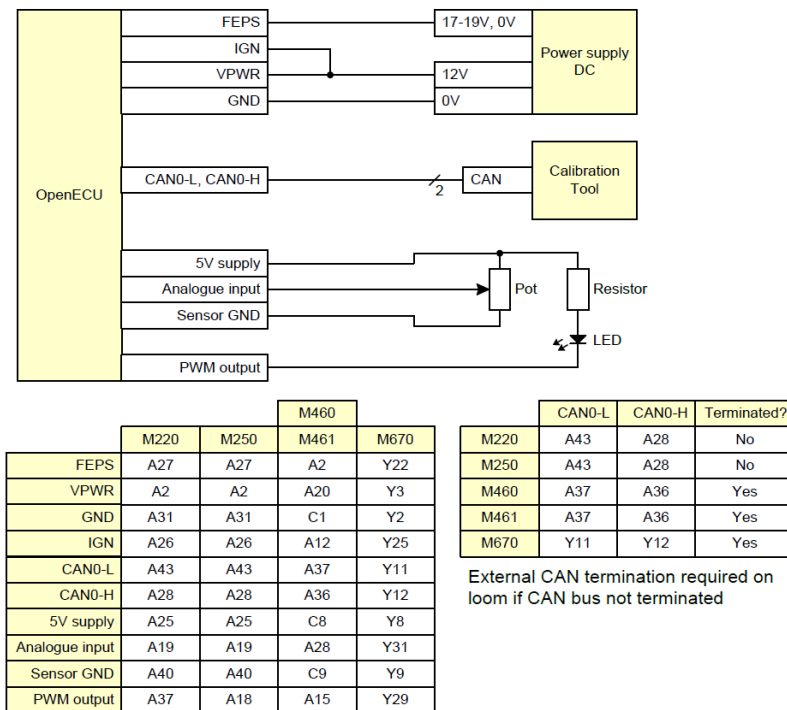 FEPS
17-19V, 0V
IGN
Power supply
DC
VPWR
12V
GND
0V
OpenECU
CAN0-L, CAN0-H
2
CAN
Calibration
Tool
5V supply
Analogue input
Pot
Resistor
Sensor GND
LED
PWM output
M460
M220 M250 M461 M670
FEPS A27 A27 A2 Y22
VPWR A2 A2 A20 Y3
GND A31 A31 C1 Y2
IGN A26 A26 A12 Y25
CAN0-L A43 A43 A37 Y11
CAN0-H A28 A28 A36 Y12
5V supply A25 A25 C8 Y8
Analogue input A19 A19 A28 Y31
Sensor GND A40 A40 C9 Y9
PWM output A37 A18 A15 Y29
CAN0-L CAN0-H Terminated?
M220 A43 A28 No
M250 A43 A28 No
M460 A37 A36 Yes
M461 A37 A36 Yes
M670 Y11 Y12 Yes
External CAN termination required on
loom if CAN bus not terminated